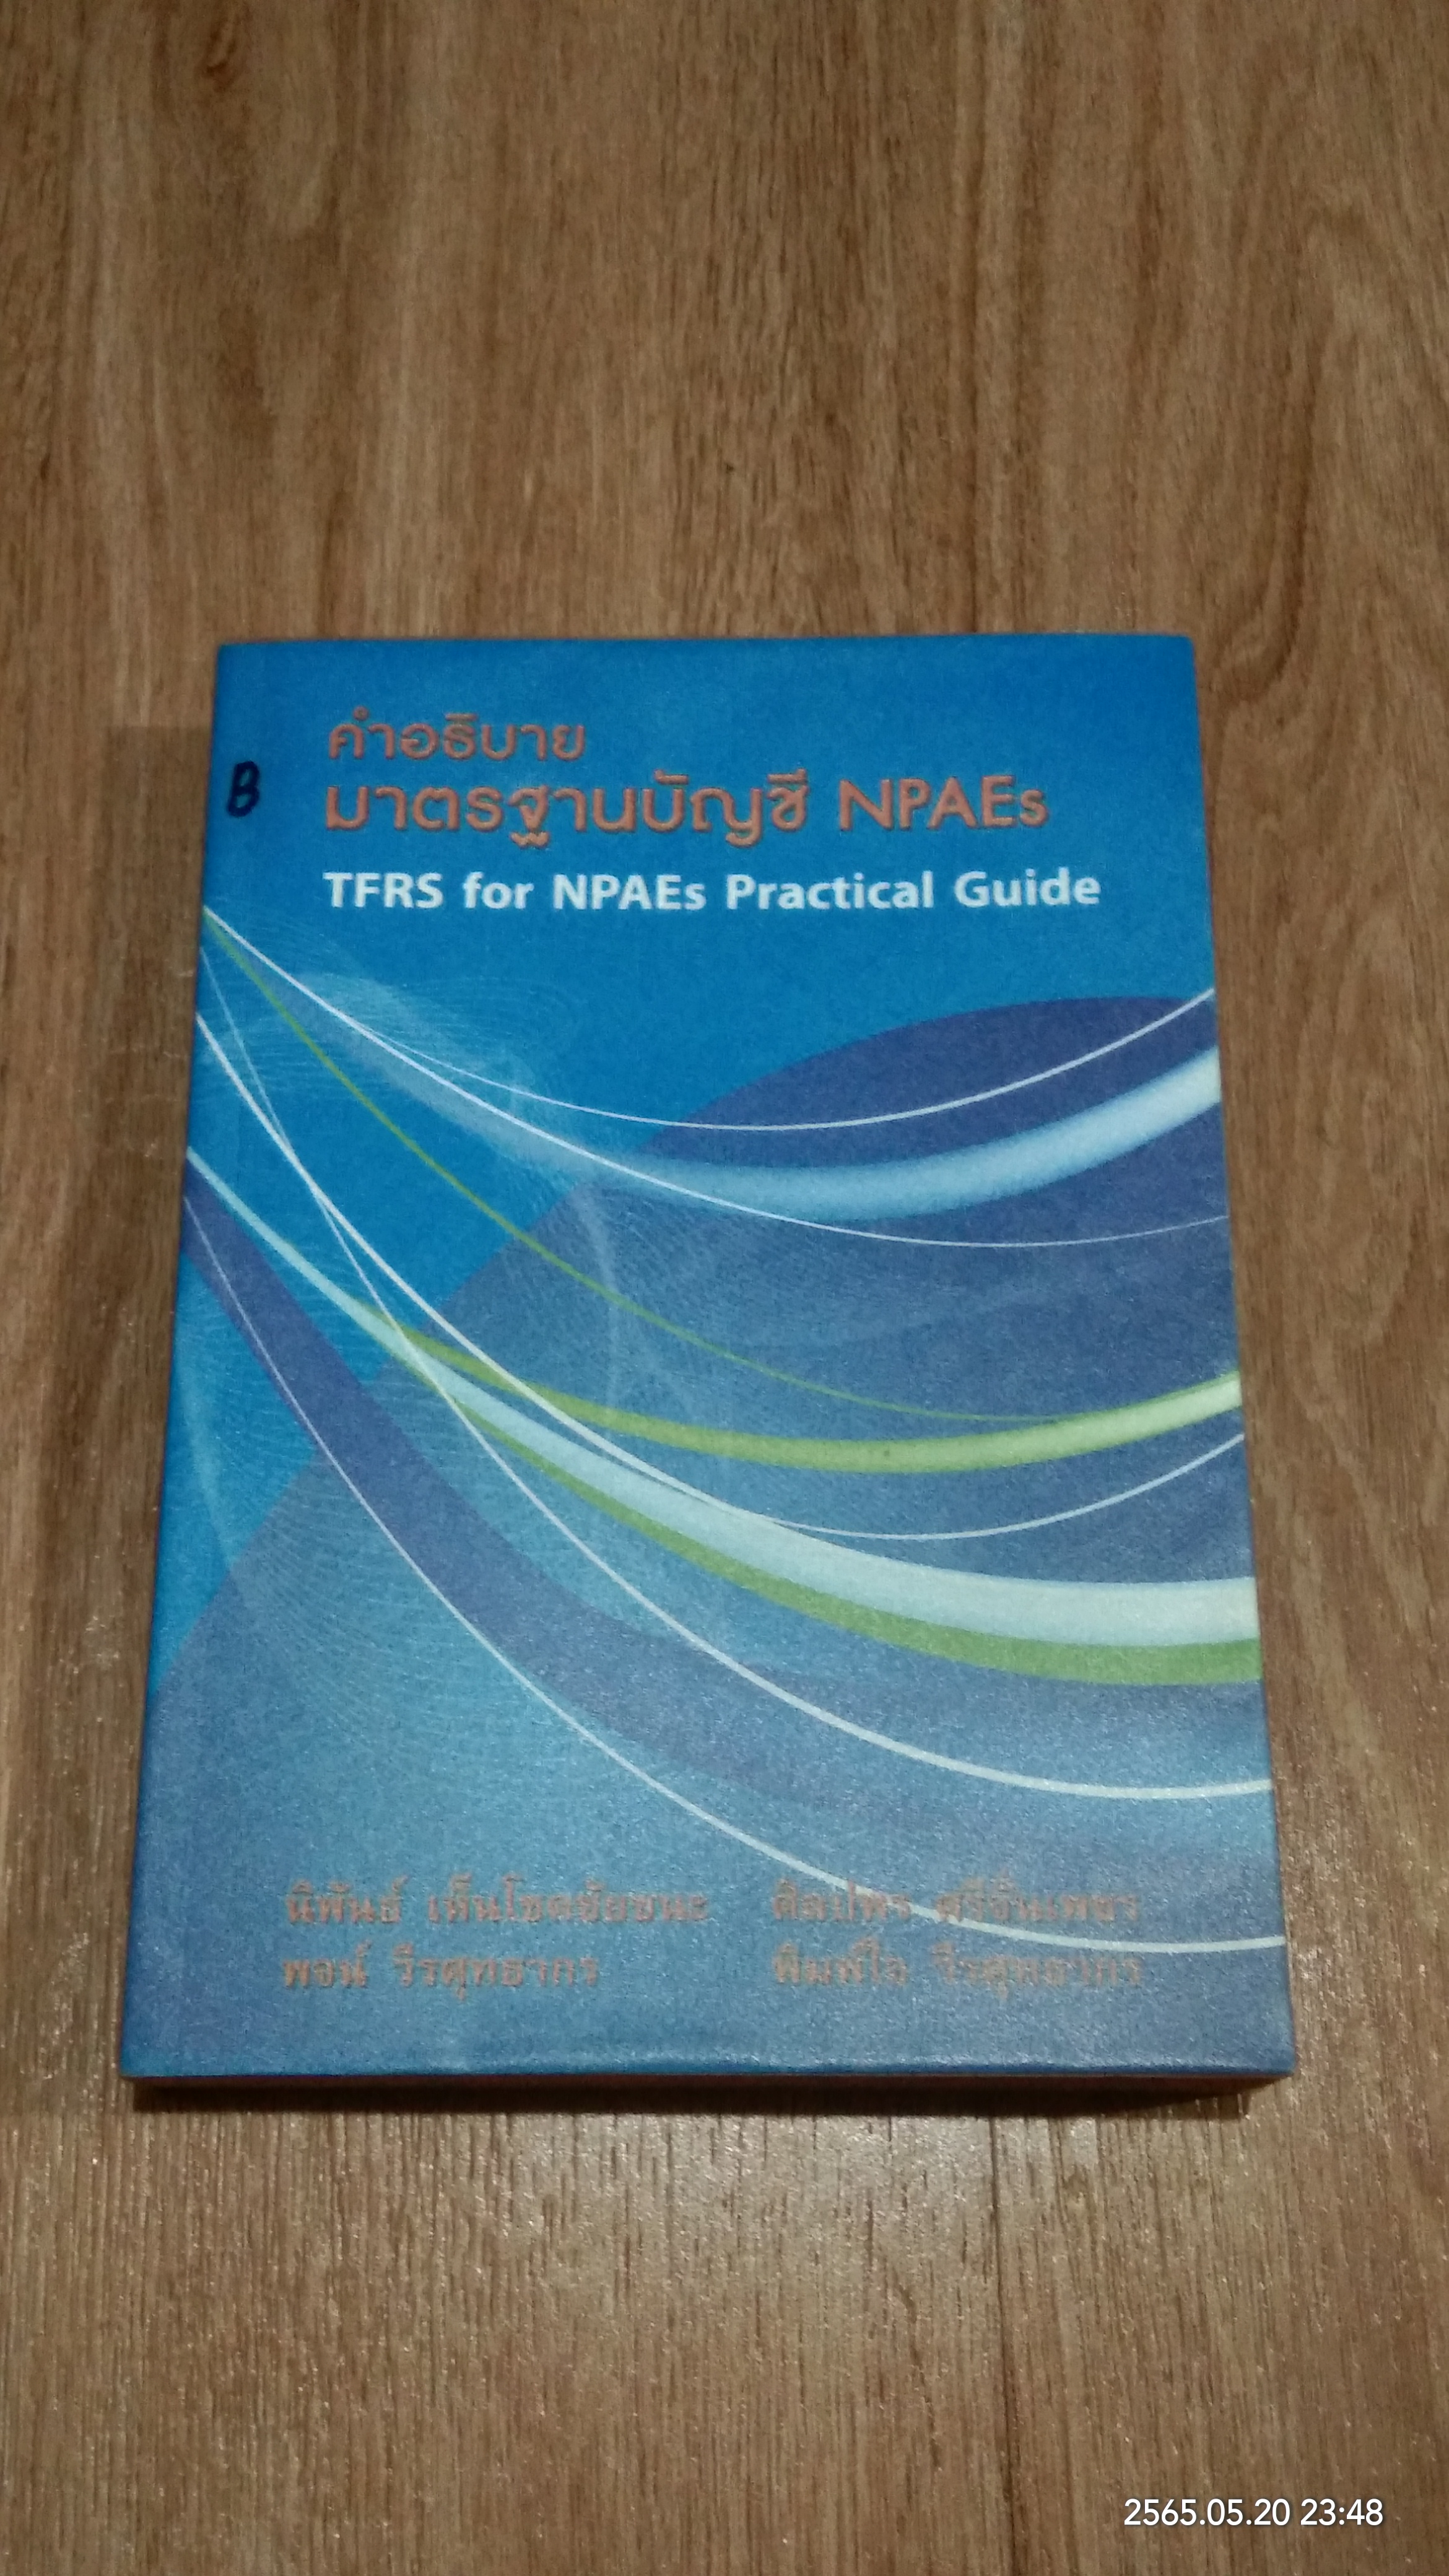 B
คำอธิบาย
มาตรฐานบัญชี NPAEs
TFRS for NPAEs Practical Guide
นิพันธ์ เห็นโชคชัยชนะ ศิลปพร ศรีจั่นเพชร
พจน์ วีรศุทธากร พิมพ์ใจ วีรศุทธากร
2565.05.20 23:48